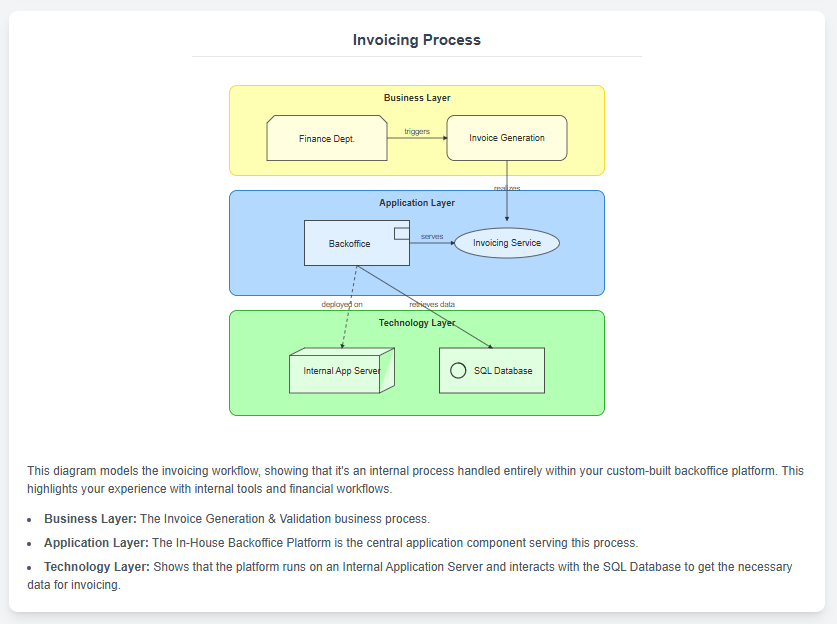 Invoicing Process
Business Layer
Finance Dept.
triggers
Invoice Generation
realizes
Application Layer
Backoffice
serves
Invoicing Service
deployed on
retrieves data
Technology Layer
Internal App Server
SQL Database
This diagram models the invoicing workflow, showing that it's an internal process handled entirely within your custom-built backoffice platform. This
highlights your experience with internal tools and financial workflows.
• Business Layer: The Invoice Generation & Validation business process.
• Application Layer: The In-House Backoffice Platform is the central application component serving this process.
• Technology Layer: Shows that the platform runs on an Internal Application Server and interacts with the SQL Database to get the necessary
data for invoicing.